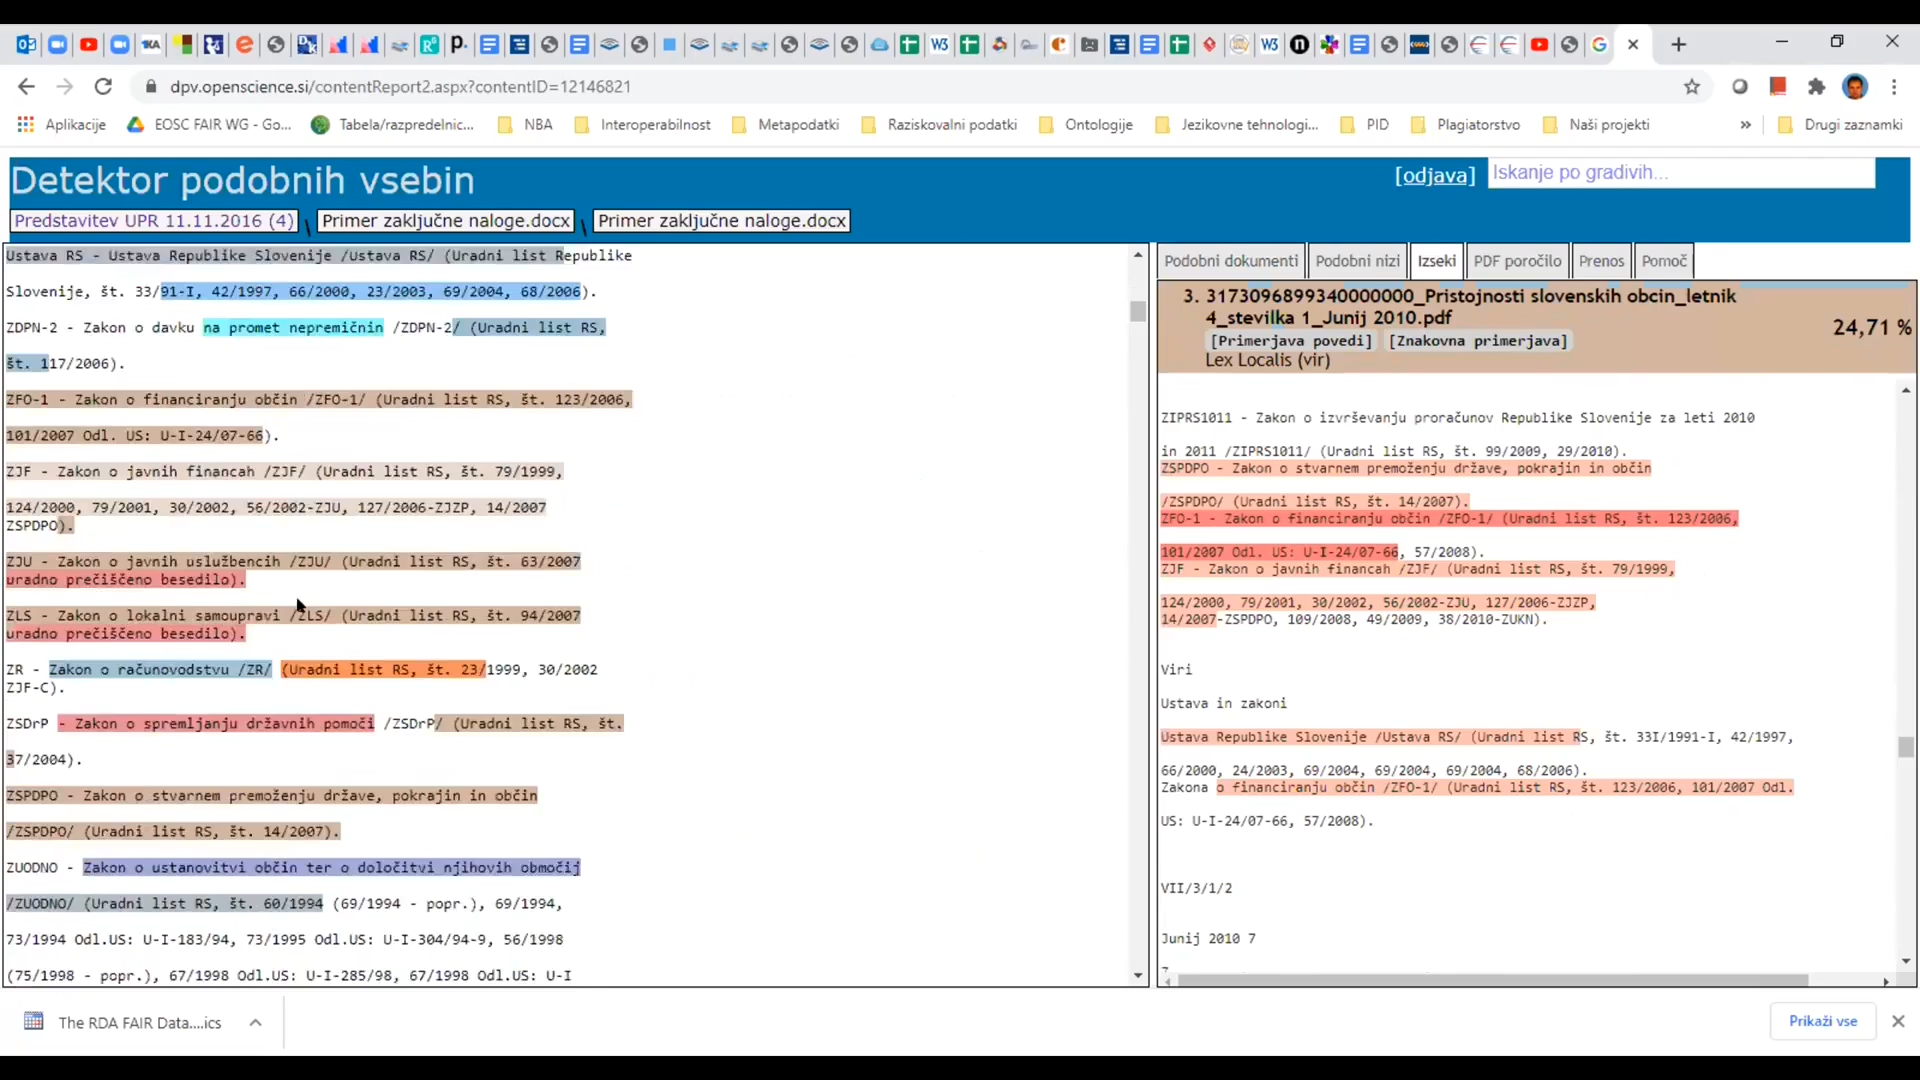 dpv.openscience.si/contentReport2.aspx?contentID=12146821
Aplikacije
EOSC FAIR WG - Go...
Tabela/razpredelnic...
NBA
Interoperabilnost
Metapodatki
Raziskovalni podatki
Ontologije
Jezikovne tehnologi...
PID
Plagiatorstvo
Naši projekti
»
Drugi zaznamki
Detektor podobnih vsebin
[odjava]
Iskanje po gradivih...
Predstavitev UPR 11.11.2016 (4) \ Primer zaključne naloge.docx \ Primer zaključne naloge.docx
Ustava RS - Ustava Republike Slovenije /Ustava RS/ (Uradni list Republike
Slovenije, št. 33/91-I, 42/1997, 66/2000, 23/2003, 69/2004, 68/2006).
ZDPN-2 - Zakon o davku na promet nepremičnin /ZDPN-2/ (Uradni list RS,
št. 117/2006).
ZFO-1 - Zakon o financiranju občin /ZFO-1/ (Uradni list RS, št. 123/2006,
101/2007 Odl. US: U-I-24/07-66).
ZJF - Zakon o javnih financah /ZJF/ (Uradni list RS, št. 79/1999,
124/2000, 79/2001, 30/2002, 56/2002-ZJU, 127/2006-ZJZP, 14/2007
ZSPDPO).
ZJU - Zakon o javnih uslužbencih /ZJU/ (Uradni list RS, št. 63/2007
uradno prečiščeno besedilo).
ZLS - Zakon o lokalni samoupravi /ZLS/ (Uradni list RS, št. 94/2007
uradno prečiščeno besedilo).
ZR - Zakon o računovodstvu /ZR/ (Uradni list RS, št. 23/1999, 30/2002
ZJF-C).
ZSDrP - Zakon o spremljanju državnih pomoči /ZSDrP/ (Uradni list RS, št.
37/2004).
ZSPDPO - Zakon o stvarnem premoženju države, pokrajin in občin
/ZSPDPO/ (Uradni list RS, št. 14/2007).
ZUODNO - Zakon o ustanovitvi občin ter o določitvi njihovih območij
/ZUODNO/ (Uradni list RS, št. 60/1994 (69/1994 - popr.), 69/1994,
73/1994 Odl.US: U-I-183/94, 73/1995 Odl.US: U-I-304/94-9, 56/1998
(75/1998 - popr.), 67/1998 Odl.US: U-I-285/98, 67/1998 Odl.US: U-I
Podobni dokumenti
Podobni nizi
Izseki
PDF poročilo
Prenos
Pomoč
3. 3173096899340000000_Pristojnosti slovenskih obcin_letnik
4_stevilka 1_Junij 2010.pdf
24,71 %
[Primerjava povedi] [Znakovna primerjava]
Lex Localis (vir)
ZIPRS1011 - Zakon o izvrševanju proračunov Republike Slovenije za leti 2010
in 2011 /ZIPRS1011/ (Uradni list RS, št. 99/2009, 29/2010).
ZSPDPO - Zakon o stvarnem premoženju države, pokrajin in občin
/ZSPDPO/ (Uradni list RS, št. 14/2007).
ZFO-1 - Zakon o financiranju občin /ZFO-1/ (Uradni list RS, št. 123/2006,
101/2007 Odl. US: U-I-24/07-66, 57/2008).
ZJF - Zakon o javnih financah /ZJF/ (Uradni list RS, št. 79/1999,
124/2000, 79/2001, 30/2002, 56/2002-ZJU, 127/2006-ZJZP,
14/2007-ZSPDPO, 109/2008, 49/2009, 38/2010-ZUKN).
Viri
Ustava in zakoni
Ustava Republike Slovenije /Ustava RS/ (Uradni list RS, št. 33I/1991-I, 42/1997,
66/2000, 24/2003, 69/2004, 69/2004, 69/2004, 68/2006).
Zakona o financiranju občin /ZFO-1/ (Uradni list RS, št. 123/2006, 101/2007 Odl.
US: U-I-24/07-66, 57/2008).
VII/3/1/2
Junij 2010 7
The RDA FAIR Data....ics
Prikaži vse